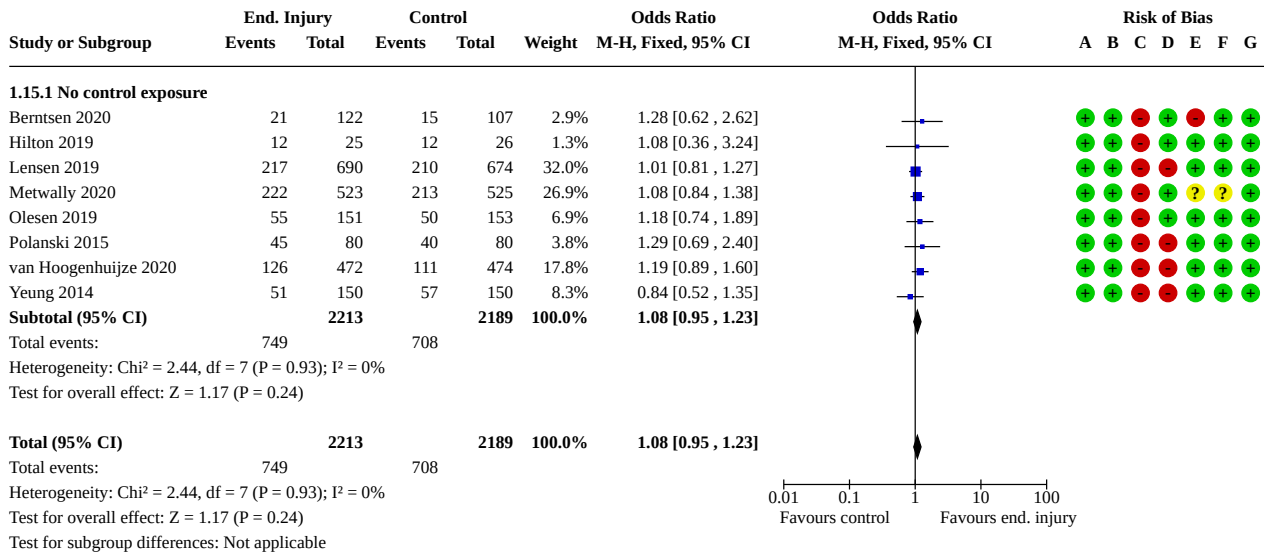 End. Injury Control Odds Ratio Odds Ratio Risk of Bias
Study or Subgroup Events Total Events Total Weight M-H, Fixed, 95% CI M-H, Fixed, 95% CI A B C D E F G
1.15.1 No control exposure
Berntsen 2020 21 122 15 107 2.9% 1.28 [0.62 , 2.62] + + - + - + +
Hilton 2019 12 25 12 26 1.3% 1.08 [0.36 , 3.24] + + - + + + +
Lensen 2019 217 690 210 674 32.0% 1.01 [0.81 , 1.27] + + - - + + +
Metwally 2020 222 523 213 525 26.9% 1.08 [0.84 , 1.38] + + - + ? ? +
Olesen 2019 55 151 50 153 6.9% 1.18 [0.74 , 1.89] + + - + + + +
Polanski 2015 45 80 40 80 3.8% 1.29 [0.69 , 2.40] + + - - + + +
van Hoogenhuijze 2020 126 472 111 474 17.8% 1.19 [0.89 , 1.60] + + - - + + +
Yeung 2014 51 150 57 150 8.3% 0.84 [0.52 , 1.35] + + - - + + +
Subtotal (95% CI) 2213 2189 100.0% 1.08 [0.95 , 1.23]
Total events: 749 708
Heterogeneity: Chi² = 2.44, df = 7 (P = 0.93); I² = 0%
Test for overall effect: Z = 1.17 (P = 0.24)
Total (95% CI) 2213 2189 100.0% 1.08 [0.95 , 1.23]
Total events: 749 708
Heterogeneity: Chi² = 2.44, df = 7 (P = 0.93); I² = 0%
0.01 0.1 1 10 100
Test for overall effect: Z = 1.17 (P = 0.24) Favours control Favours end. injury
Test for subgroup differences: Not applicable